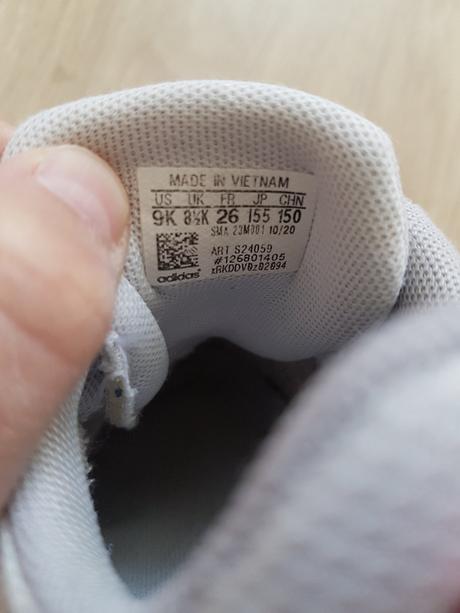 MADE IN VIETNAM
US UK FR JP CHN
9K 8½K 26 155 150
SMA 23M001 10/20
ART S24059
#126801405
adidas